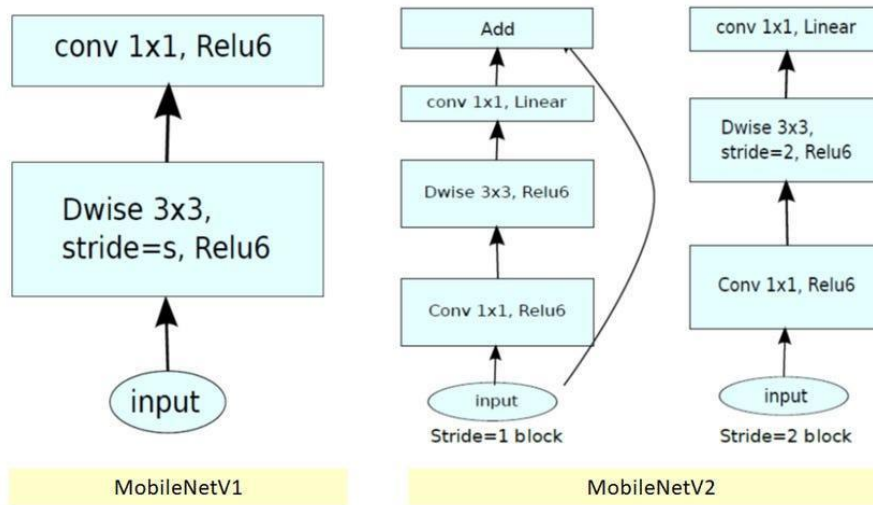 conv 1x1, Relu6
Dwise 3x3,
stride=s, Relu6
input
MobileNetV1
Add
conv 1x1, Linear
Dwise 3x3, Relu6
Conv 1x1, Relu6
input
Stride=1 block
conv 1x1, Linear
Dwise 3x3,
stride=2, Relu6
Conv 1x1, Relu6
input
Stride=2 block
MobileNetV2